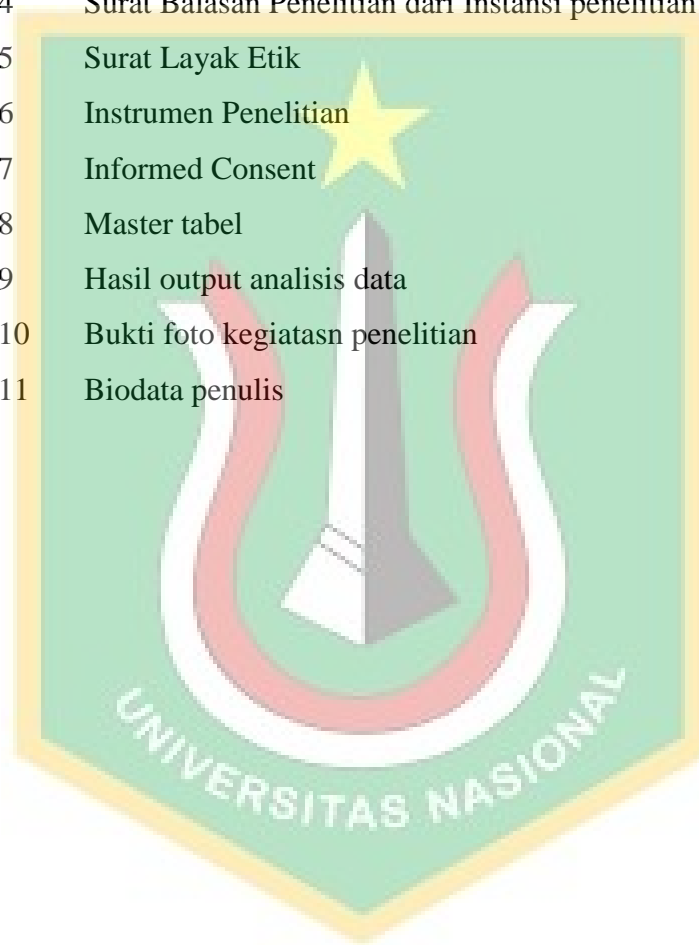 4 Surat Balasan Penelitian dari Instansi penelitian
5 Surat Layak Etik
6 Instrumen Penelitian
7 Informed Consent
8 Master tabel
9 Hasil output analisis data
10 Bukti foto kegiatasn penelitian
11 Biodata penulis
UNIVERSITAS NASIONAL